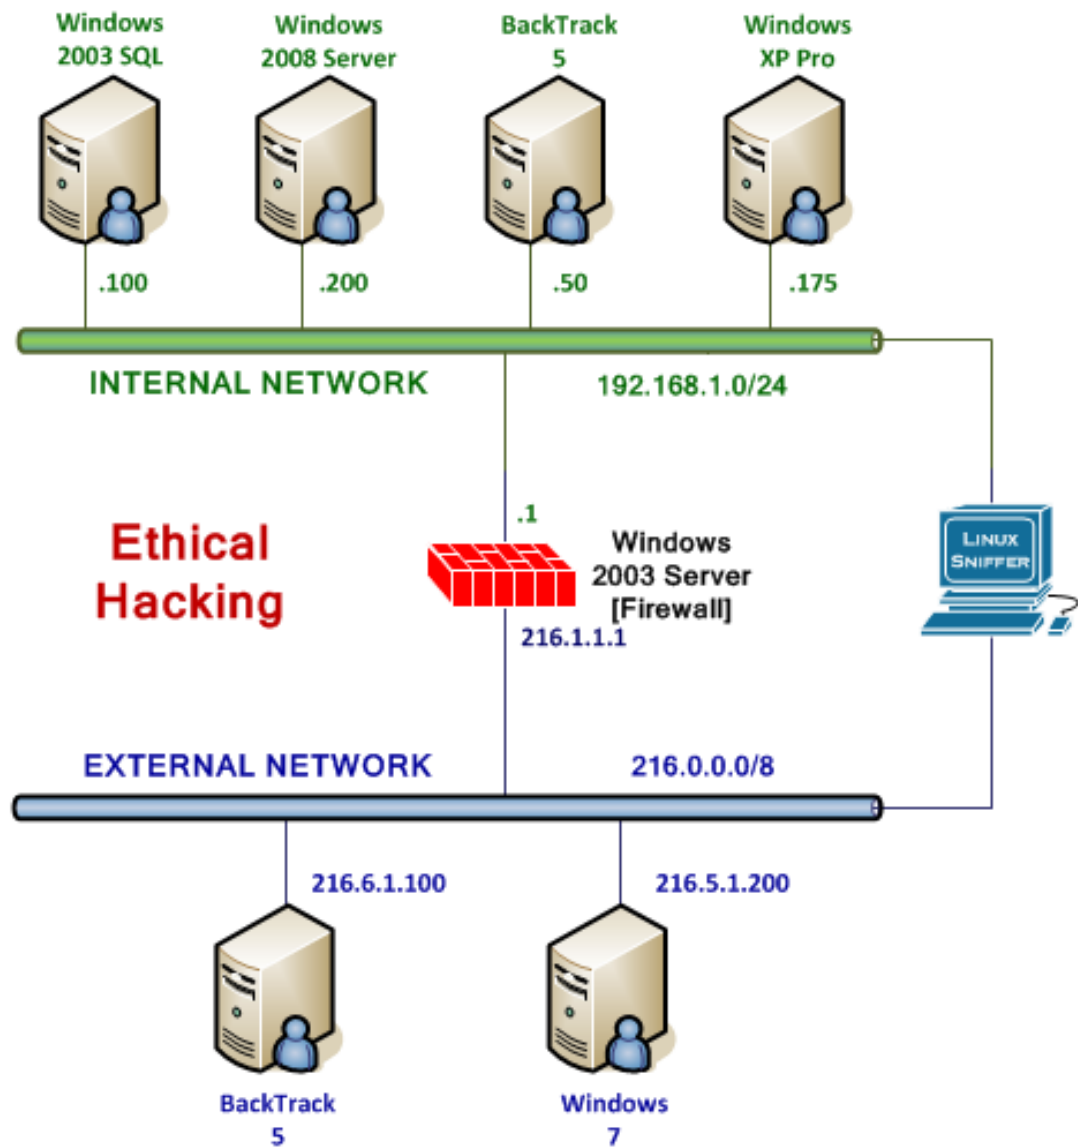 Windows
2003 SQL
Windows
2008 Server
BackTrack
5
Windows
XP Pro
.100
.200
.50
.175
INTERNAL NETWORK
192.168.1.0/24
Ethical
Hacking
.1
Windows
2003 Server
[Firewall]
216.1.1.1
LINUX
SNIFFER
EXTERNAL NETWORK
216.0.0.0/8
216.6.1.100
216.5.1.200
BackTrack
5
Windows
7